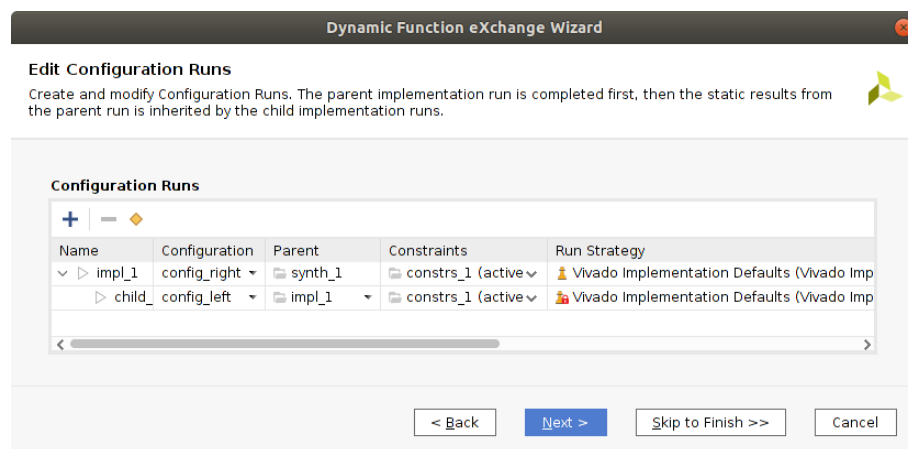 Dynamic Function eXchange Wizard
Edit Configuration Runs
Create and modify Configuration Runs. The parent implementation run is completed first, then the static results from
the parent run is inherited by the child implementation runs.
Configuration Runs
Name Configuration Parent Constraints Run Strategy
impl_1 config_right synth_1 constrs_1 (active Vivado Implementation Defaults (Vivado Imp
child_ config_left impl_1 constrs_1 (active Vivado Implementation Defaults (Vivado Imp
< Back Next > Skip to Finish >> Cancel